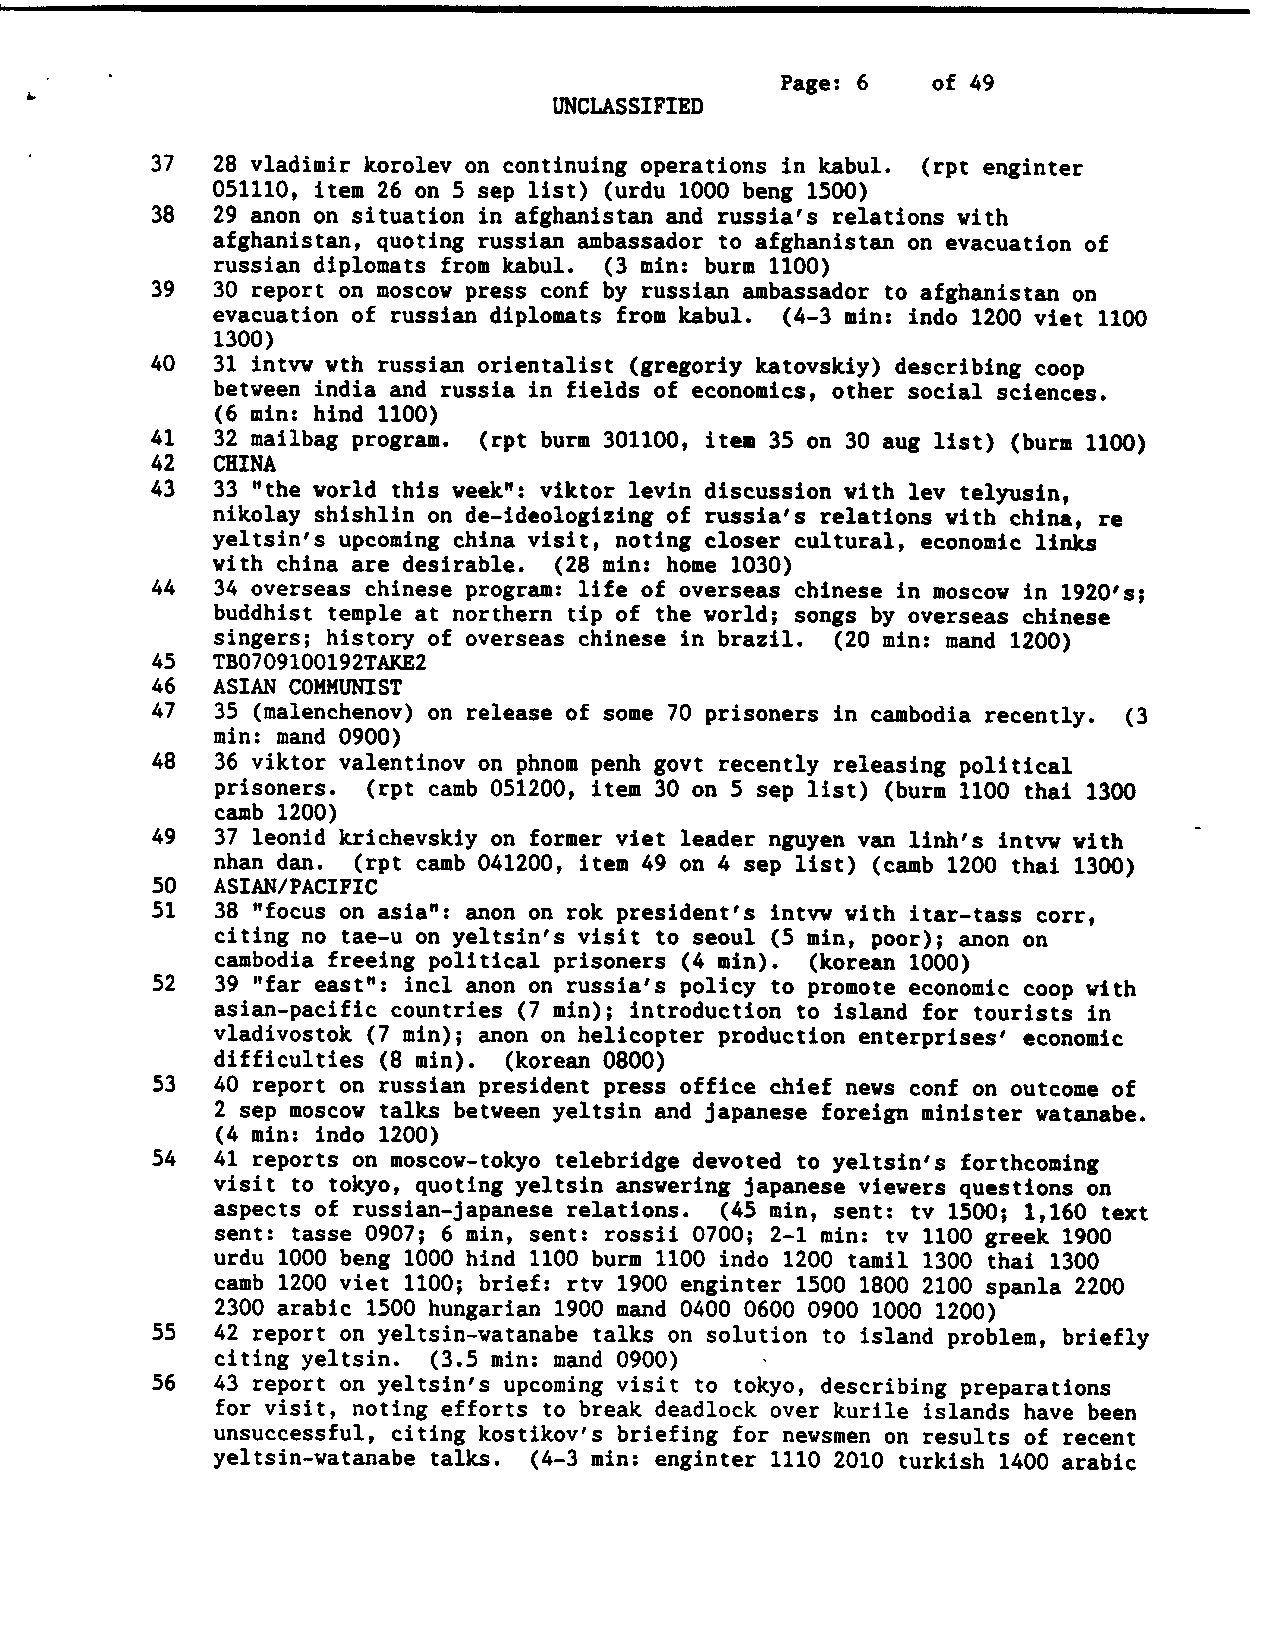 Page: 6 of 49
UNCLASSIFIED
37 28 vladimir korolev on continuing operations in kabul. (rpt enginter
051110, item 26 on 5 sep list) (urdu 1000 beng 1500)
38 29 anon on situation in afghanistan and russia's relations with
afghanistan, quoting russian ambassador to afghanistan on evacuation of
russian diplomats from kabul. (3 min: burm 1100)
39 30 report on moscow press conf by russian ambassador to afghanistan on
evacuation of russian diplomats from kabul. (4-3 min: indo 1200 viet 1100
1300)
40 31 intvw wth russian orientalist (gregoriy katovskiy) describing coop
between india and russia in fields of economics, other social sciences.
(6 min: hind 1100)
41 32 mailbag program. (rpt burm 301100, item 35 on 30 aug list) (burm 1100)
42 CHINA
43 33 "the world this week": viktor levin discussion with lev telyusin,
nikolay shishlin on de-ideologizing of russia's relations with china, re
yeltsin's upcoming china visit, noting closer cultural, economic links
with china are desirable. (28 min: home 1030)
44 34 overseas chinese program: life of overseas chinese in moscow in 1920's;
buddhist temple at northern tip of the world; songs by overseas chinese
singers; history of overseas chinese in brazil. (20 min: mand 1200)
45 TB0709100192TAKE2
46 ASIAN COMMUNIST
47 35 (malenchenov) on release of some 70 prisoners in cambodia recently. (3
min: mand 0900)
48 36 viktor valentinov on phnom penh govt recently releasing political
prisoners. (rpt camb 051200, item 30 on 5 sep list) (burm 1100 thai 1300
camb 1200)
49 37 leonid krichevskiy on former viet leader nguyen van linh's intvw with
nhan dan. (rpt camb 041200, item 49 on 4 sep list) (camb 1200 thai 1300)
50 ASIAN/PACIFIC
51 38 "focus on asia": anon on rok president's intvw with itar-tass corr,
citing no tae-u on yeltsin's visit to seoul (5 min, poor); anon on
cambodia freeing political prisoners (4 min). (korean 1000)
52 39 "far east": incl anon on russia's policy to promote economic coop with
asian-pacific countries (7 min); introduction to island for tourists in
vladivostok (7 min); anon on helicopter production enterprises' economic
difficulties (8 min). (korean 0800)
53 40 report on russian president press office chief news conf on outcome of
2 sep moscow talks between yeltsin and japanese foreign minister watanabe.
(4 min: indo 1200)
54 41 reports on moscow-tokyo telebridge devoted to yeltsin's forthcoming
visit to tokyo, quoting yeltsin answering japanese viewers questions on
aspects of russian-japanese relations. (45 min, sent: tv 1500; 1,160 text
sent: tasse 0907; 6 min, sent: rossii 0700; 2-1 min: tv 1100 greek 1900
urdu 1000 beng 1000 hind 1100 burm 1100 indo 1200 tamil 1300 thai 1300
camb 1200 viet 1100; brief: rtv 1900 enginter 1500 1800 2100 spanla 2200
2300 arabic 1500 hungarian 1900 mand 0400 0600 0900 1000 1200)
55 42 report on yeltsin-watanabe talks on solution to island problem, briefly
citing yeltsin. (3.5 min: mand 0900)
56 43 report on yeltsin's upcoming visit to tokyo, describing preparations
for visit, noting efforts to break deadlock over kurile islands have been
unsuccessful, citing kostikov's briefing for newsmen on results of recent
yeltsin-watanabe talks. (4-3 min: enginter 1110 2010 turkish 1400 arabic